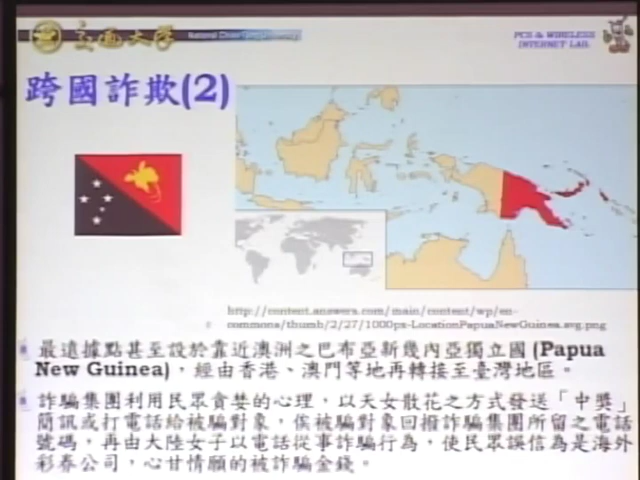 交通大學 National Chiao Tung University
PCS & WIRELESS
INTERNET LAB.
跨國詐欺(2)
http://content.answers.com/main/content/wp/en-
commons/thumb/2/27/1000px-LocationPapuaNewGuinea.svg.png
最遠據點甚至設於靠近澳洲之巴布亞新幾內亞獨立國 (Papua
New Guinea)，經由香港、澳門等地再轉接至臺灣地區。
詐騙集團利用民眾貪婪的心理，以天女散花之方式發送「中獎」
簡訊或打電話給被騙對象，俟被騙對象回撥詐騙集團所留之電話
號碼，再由大陸女子以電話從事詐騙行為，使民眾誤信為是海外
彩券公司，心甘情願的被詐騙金錢。